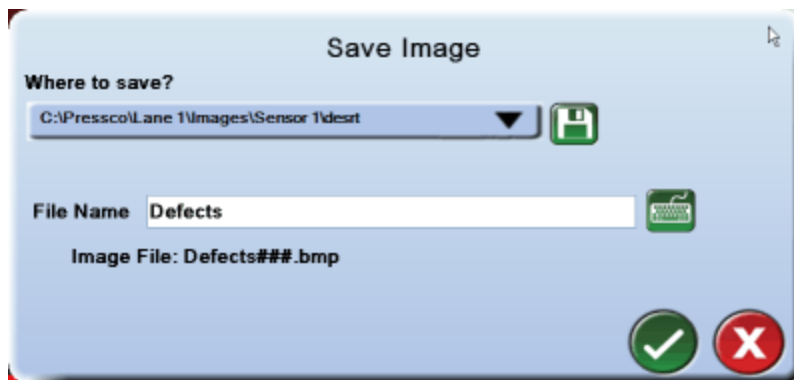 Save Image
Where to save?
C:\Pressco\Lane 1\Images\Sensor 1\desrt
File Name Defects
Image File: Defects###.bmp